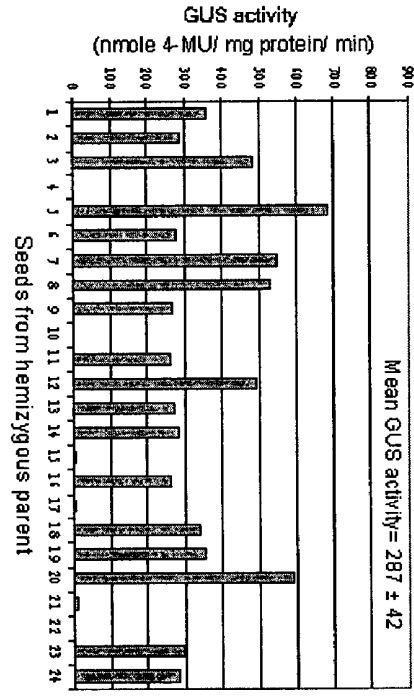 GUS activity
(nmole 4-MU/ mg protein/ min)
0 100 200 300 400 500 600 700 800 900
Mean GUS activity= 287 ± 42
1 2 3 4 5 6 7 8 9 10 11 12 13 14 15 16 17 18 19 20 21 22 23 24
Seeds from hemizygous parent